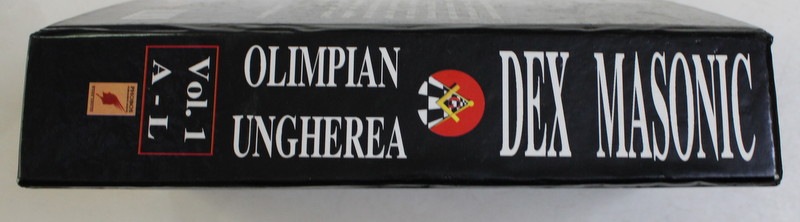 OLIMPIAN
UNGHEREA
DEX MASONIC
Vol. 1
A - L